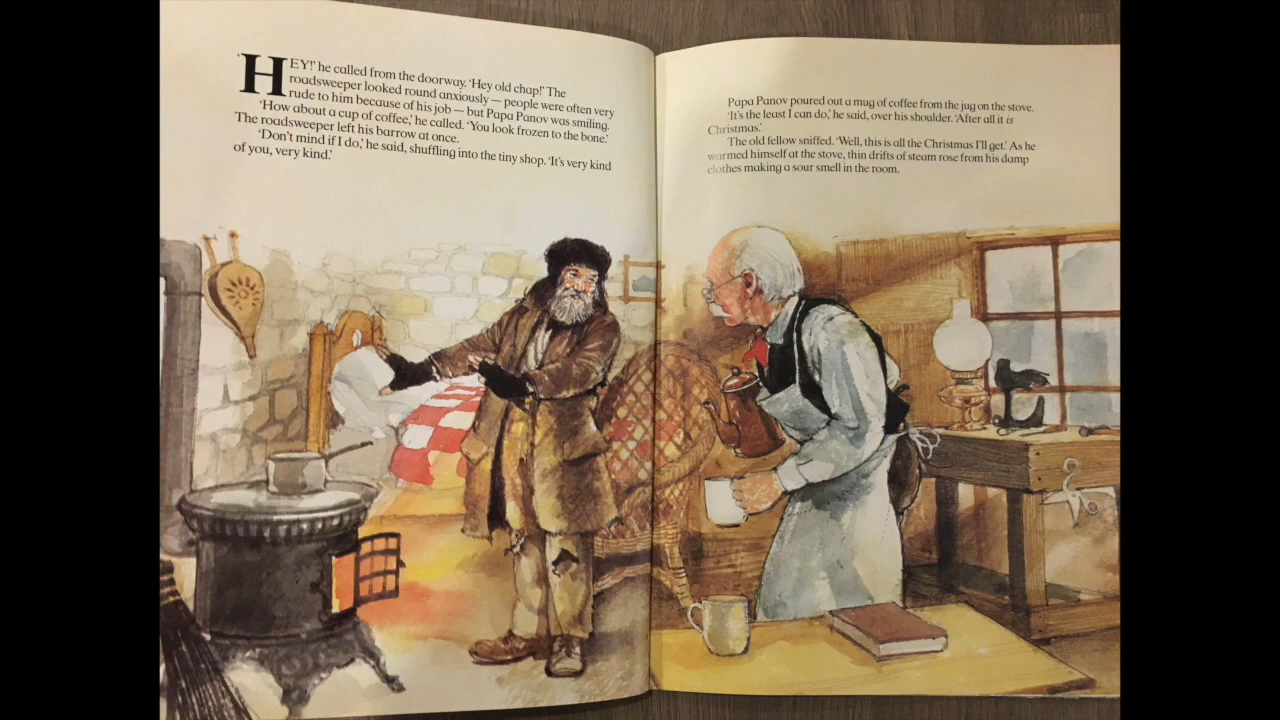 'HEY!' he called from the doorway. 'Hey old chap!' The
roadsweeper looked round anxiously — people were often very
rude to him because of his job — but Papa Panov was smiling.
'How about a cup of coffee,' he called. 'You look frozen to the bone.'
The roadsweeper left his barrow at once.
'Don't mind if I do,' he said, shuffling into the tiny shop. 'It's very kind
of you, very kind.'
Papa Panov poured out a mug of coffee from the jug on the stove.
'It's the least I can do,' he said, over his shoulder. 'After all it is
Christmas.'
The old fellow sniffed. 'Well, this is all the Christmas I'll get.' As he
warmed himself at the stove, thin drifts of steam rose from his damp
clothes making a sour smell in the room.